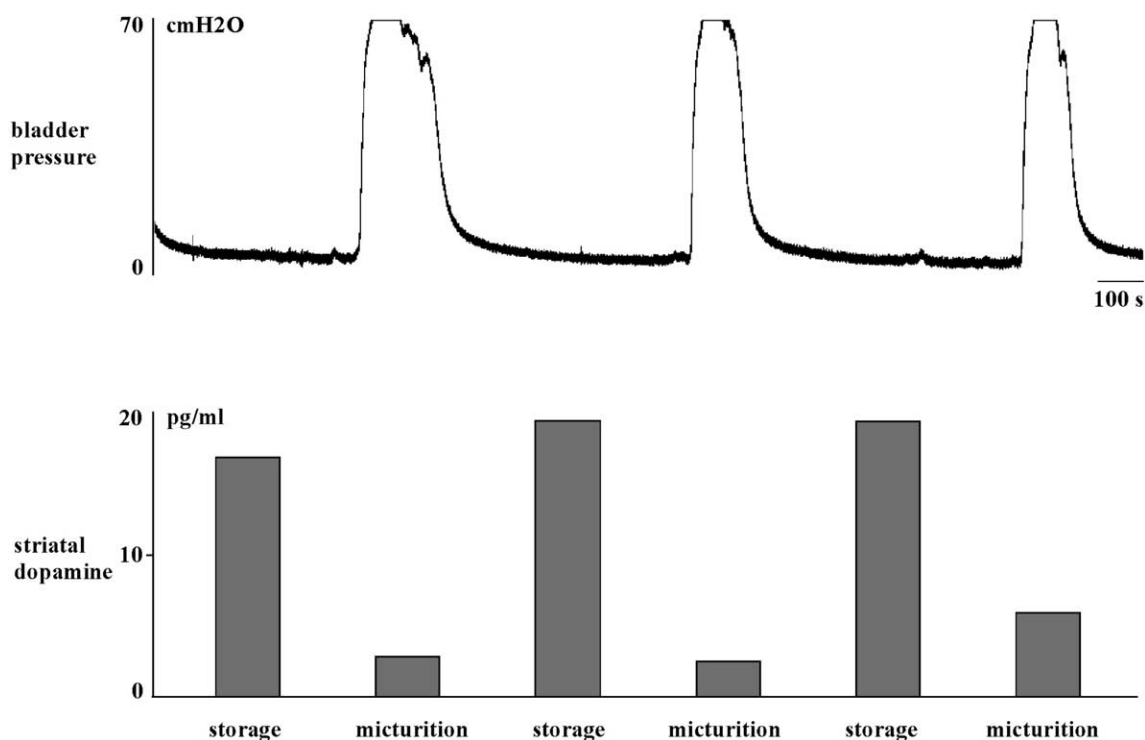 70 cmH2O
bladder
pressure
0
100 s
20 pg/ml
striatal
dopamine
10
0
storage micturition storage micturition storage micturition